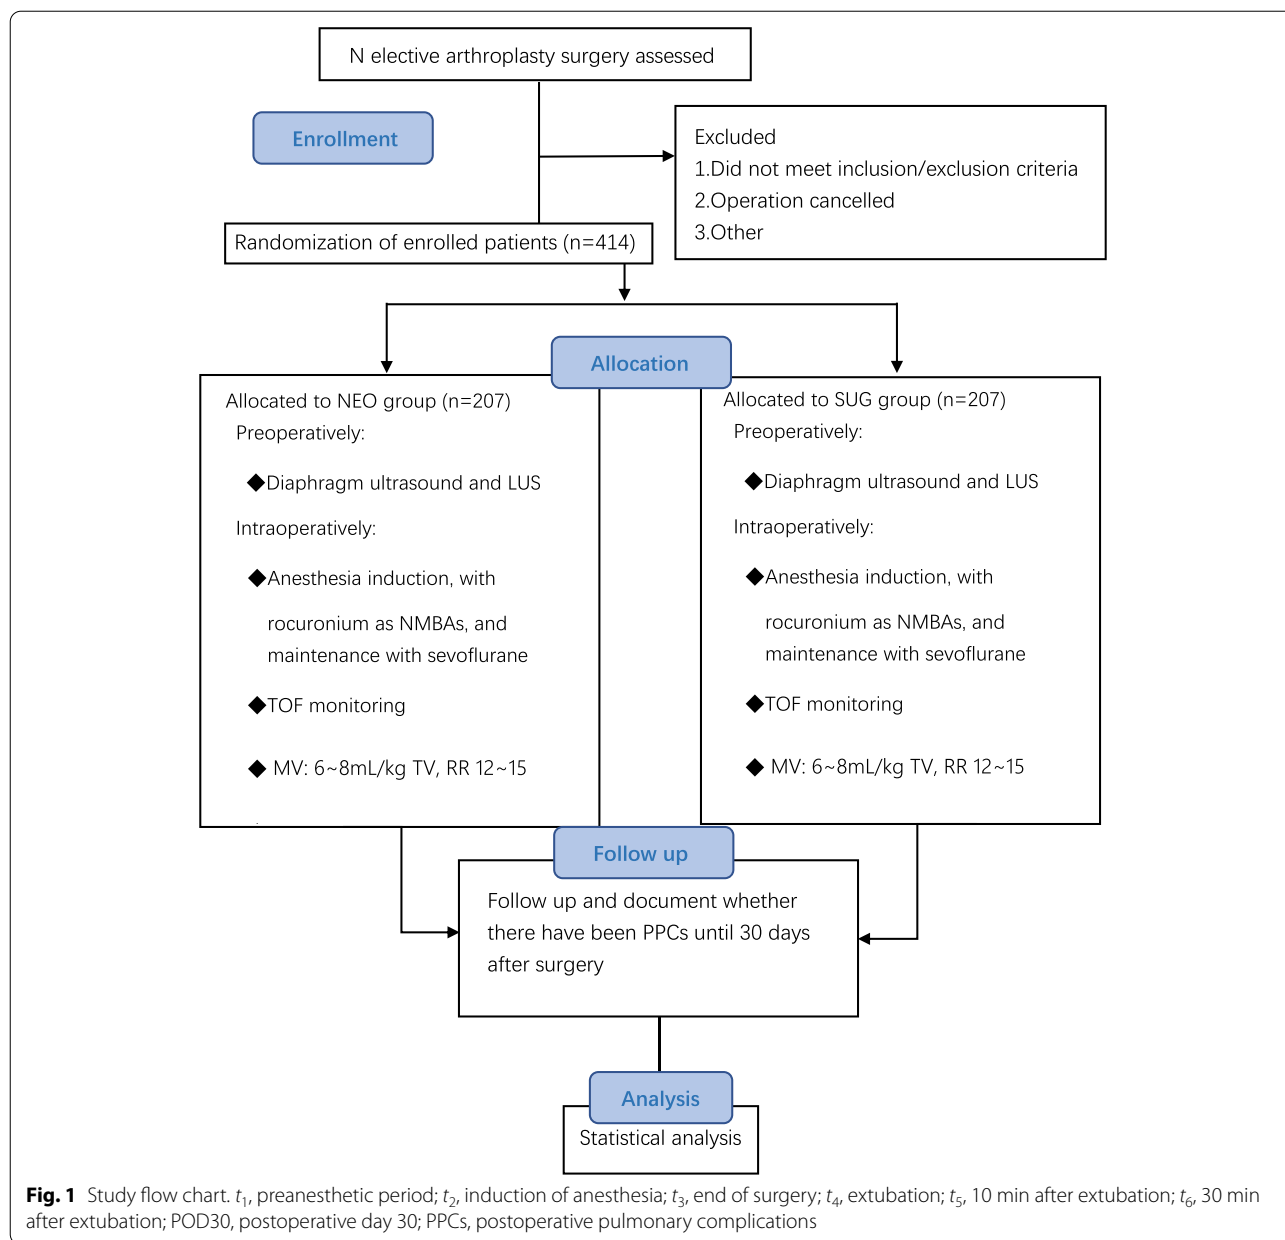 N elective arthroplasty surgery assessed
Enrollment
Excluded
1.Did not meet inclusion/exclusion criteria
2.Operation cancelled
3.Other
Randomization of enrolled patients (n=414)
Allocation
Allocated to NEO group (n=207)
Preoperatively:
◆Diaphragm ultrasound and LUS
Intraoperatively:
◆Anesthesia induction, with
rocuronium as NMBAs, and
maintenance with sevoflurane
◆TOF monitoring
◆ MV: 6~8mL/kg TV, RR 12~15
Allocated to SUG group (n=207)
Preoperatively:
◆Diaphragm ultrasound and LUS
Intraoperatively:
◆Anesthesia induction, with
rocuronium as NMBAs, and
maintenance with sevoflurane
◆TOF monitoring
◆ MV: 6~8mL/kg TV, RR 12~15
Follow up
Follow up and document whether
there have been PPCs until 30 days
after surgery
Analysis
Statistical analysis
Fig. 1 Study flow chart. t1, preanesthetic period; t2, induction of anesthesia; t3, end of surgery; t4, extubation; t5, 10 min after extubation; t6, 30 min
after extubation; POD30, postoperative day 30; PPCs, postoperative pulmonary complications